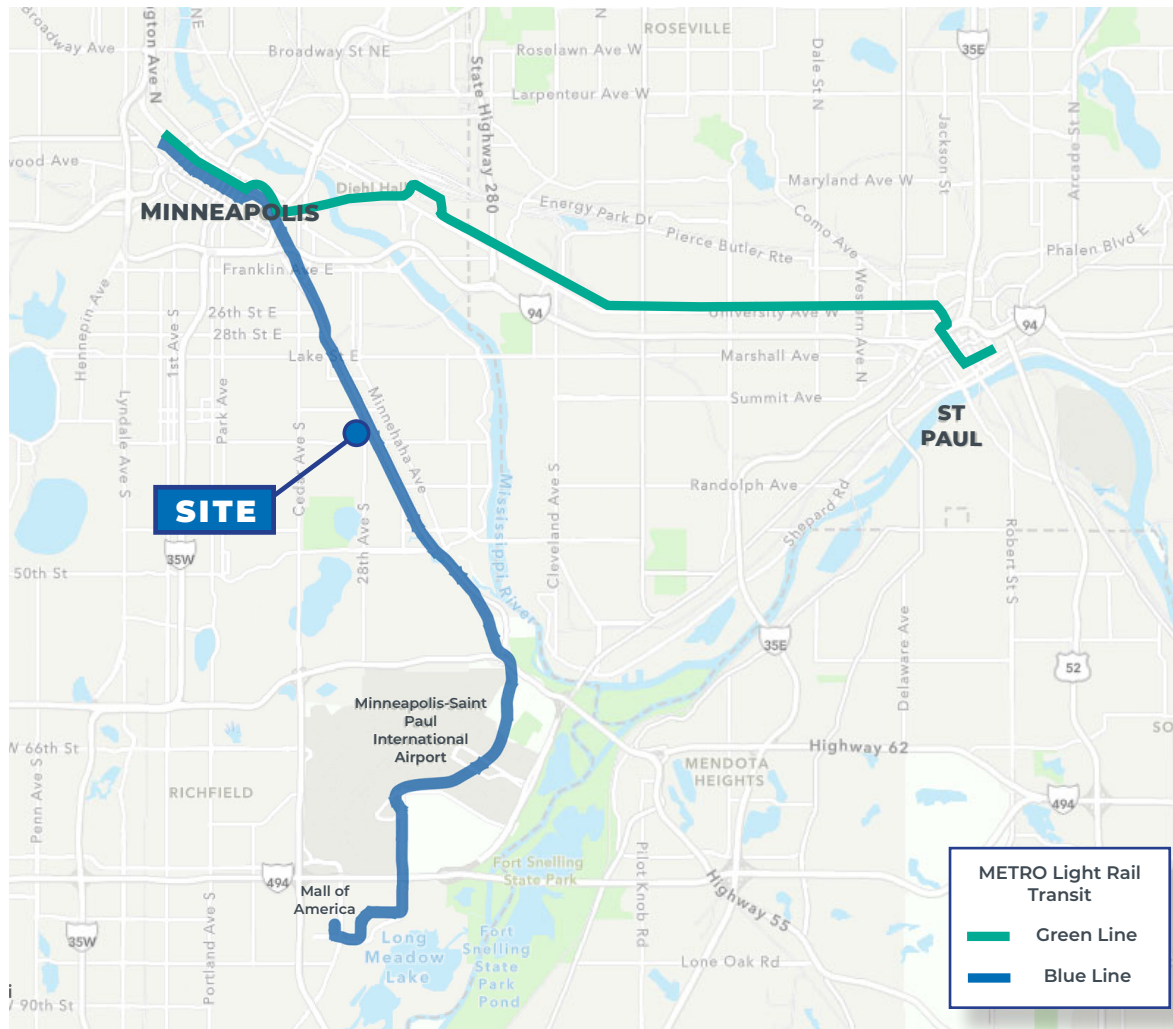 Broadway Ave
ington Ave N
NE
Broadway St NE
N
ROSEVILLE
Roselawn Ave W
State Highway 280
Dale St N
35E
Larpenteur Ave W
Jackson St
Arcade St N
wood Ave
Diehl Hall
Maryland Ave W
MINNEAPOLIS
Energy Park Dr
Como Ave
Pierce Butler Rte
Phalen Blvd E
Franklin Ave E
Western Ave N
Hennepin Ave
26th St E
94
University Ave W
94
1st Ave S
28th St E
Lake St E
Marshall Ave
Lyndale Ave S
Park Ave
Minnehaha Ave
Summit Ave
ST
PAUL
Cedar Ave S
Mississippi River
Cleveland Ave S
Randolph Ave
Shepard Rd
SITE
28th Ave S
Robert St S
35W
50th St
35E
Delaware Ave
52
Minneapolis-Saint
Paul
International
Airport
W 66th St
Highway 62
SO
MENDOTA
HEIGHTS
Penn Ave S
RICHFIELD
494
Fort Snelling
State Park
494
Mall of
America
Pilot Knob Rd
Highway 55
Portland Ave S
35W
Long
Meadow
Lake
Fort
Snelling
State
Park
Pond
Lone Oak Rd
i
W 90th St
METRO Light Rail
Transit
Green Line
Blue Line